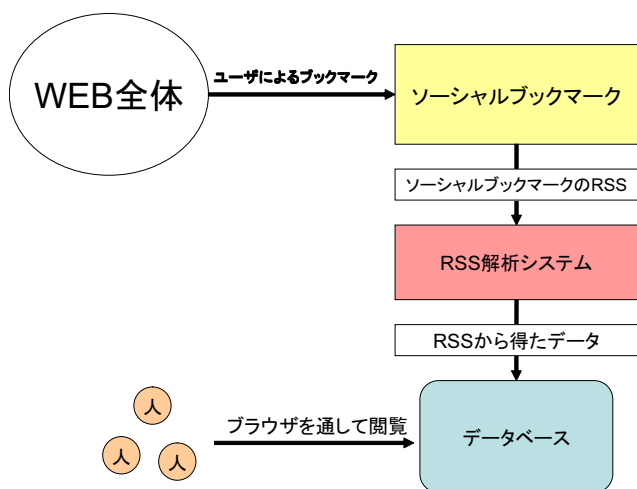 WEB全体
ユーザによるブックマーク
ソーシャルブックマーク
ソーシャルブックマークのRSS
RSS解析システム
RSSから得たデータ
人
人
人
ブラウザを通して閲覧
データベース